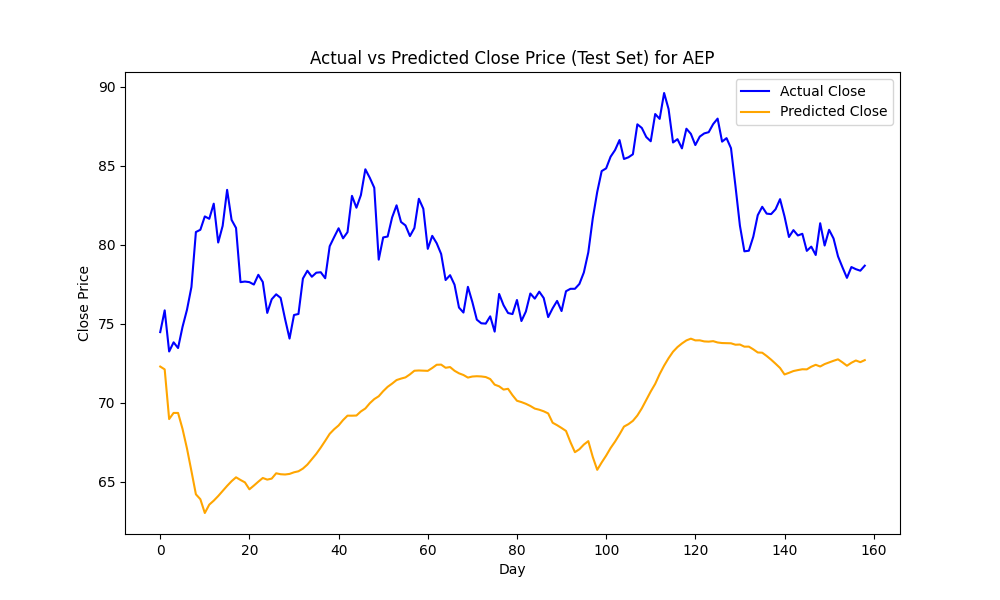 Actual vs Predicted Close Price (Test Set) for AEP
Actual Close
Predicted Close
Close Price
90
85
80
75
70
65
0 20 40 60 80 100 120 140 160
Day